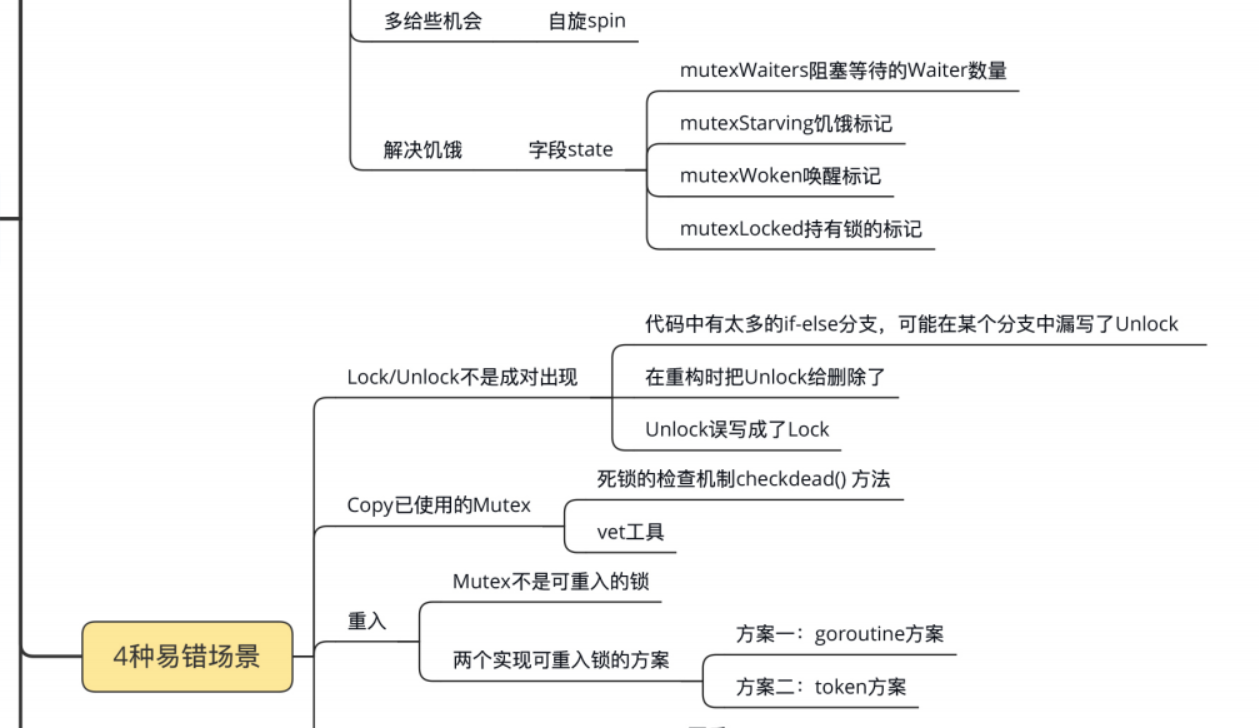 多给些机会
自旋spin
解决饥饿
字段state
mutexWaiters阻塞等待的Waiter数量
mutexStarving饥饿标记
mutexWoken唤醒标记
mutexLocked持有锁的标记
4种易错场景
Lock/Unlock不是成对出现
代码中有太多的if-else分支，可能在某个分支中漏写了Unlock
在重构时把Unlock给删除了
Unlock误写成了Lock
Copy已使用的Mutex
死锁的检查机制checkdead() 方法
vet工具
重入
Mutex不是可重入的锁
两个实现可重入锁的方案
方案一：goroutine方案
方案二：token方案